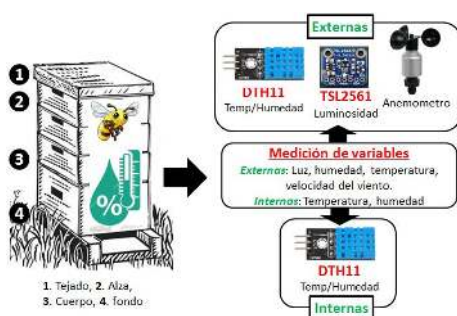 1
2
3
4
%
1. Tejado, 2. Alza,
3. Cuerpo, 4. fondo
Externas
DTH11
Temp/Humedad
TSL2561
Luminosidad
Anemometro
Medición de variables
Externas: Luz, humedad, temperatura,
velocidad del viento.
Internas: Temperatura, humedad
DTH11
Temp/Humedad
Internas